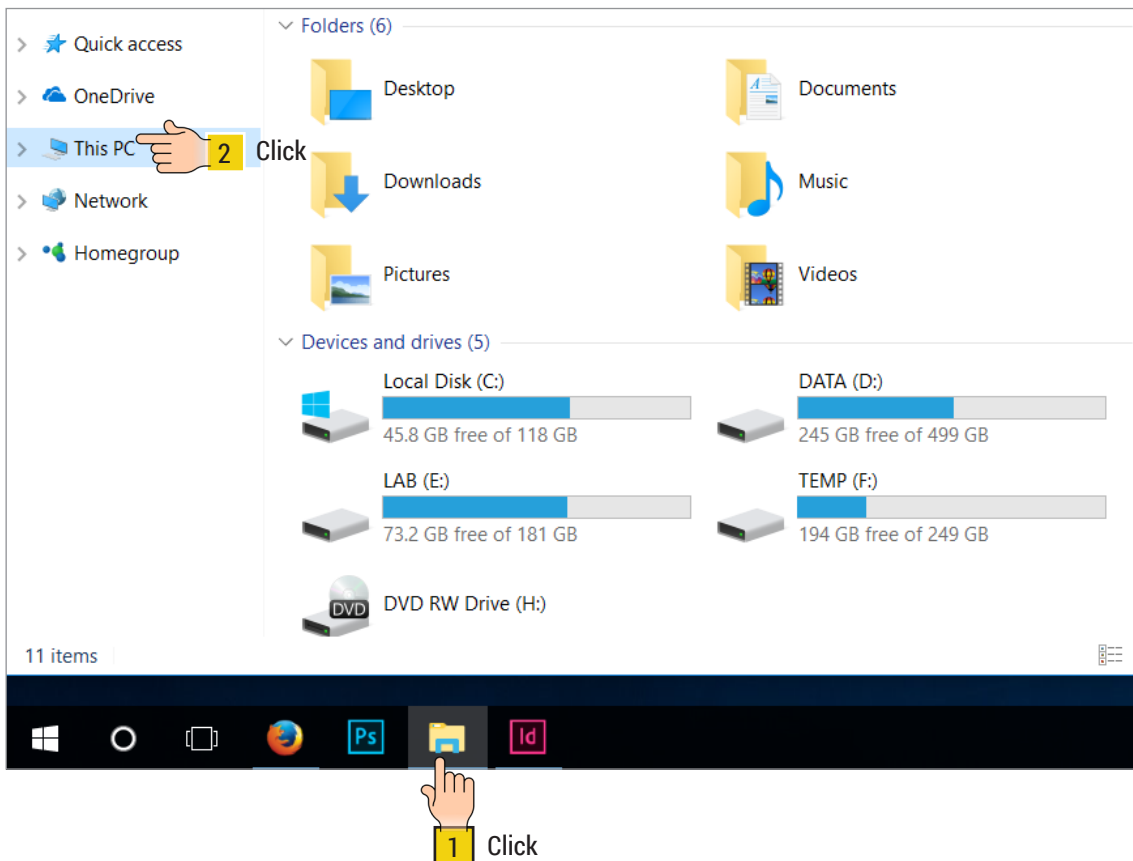 Quick access
OneDrive
This PC
2 Click
Network
Homegroup
Folders (6)
Desktop
Documents
Downloads
Music
Pictures
Videos
Devices and drives (5)
Local Disk (C:)
45.8 GB free of 118 GB
DATA (D:)
245 GB free of 499 GB
LAB (E:)
73.2 GB free of 181 GB
TEMP (F:)
194 GB free of 249 GB
DVD
DVD RW Drive (H:)
11 items
Ps
Id
1 Click